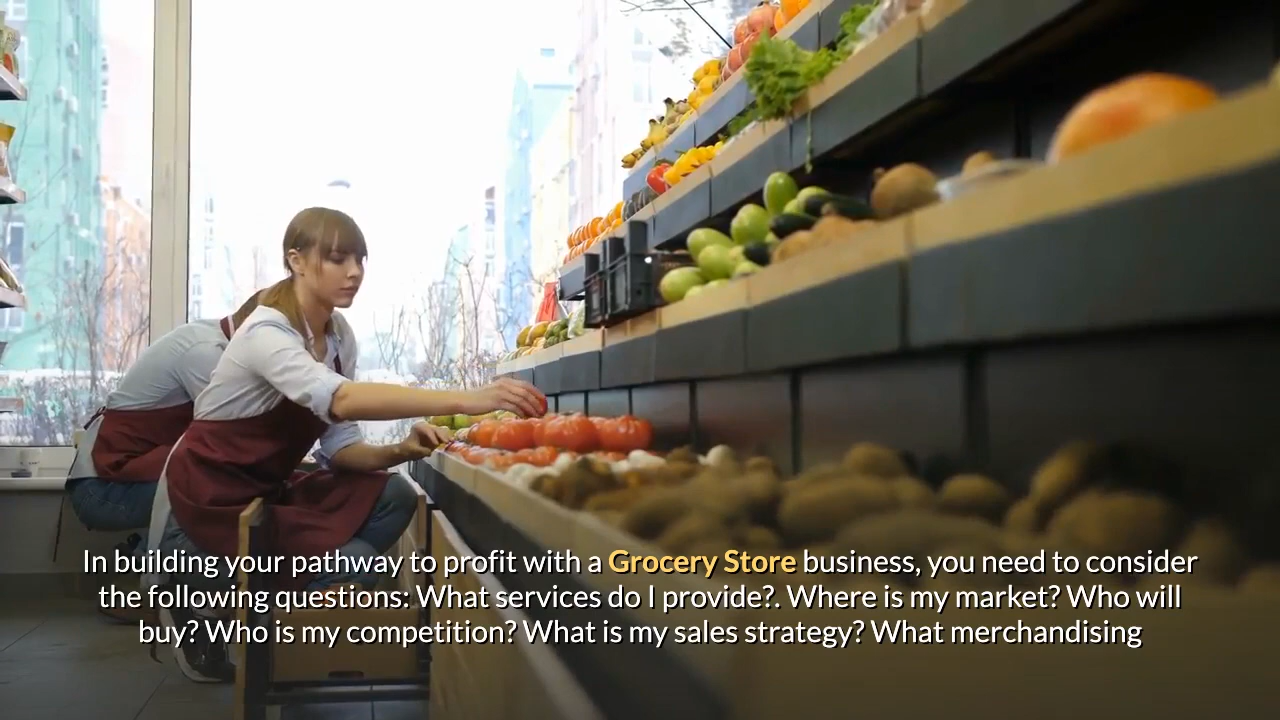 In building your pathway to profit with a Grocery Store business, you need to consider
the following questions: What services do I provide?. Where is my market? Who will
buy? Who is my competition? What is my sales strategy? What merchandising